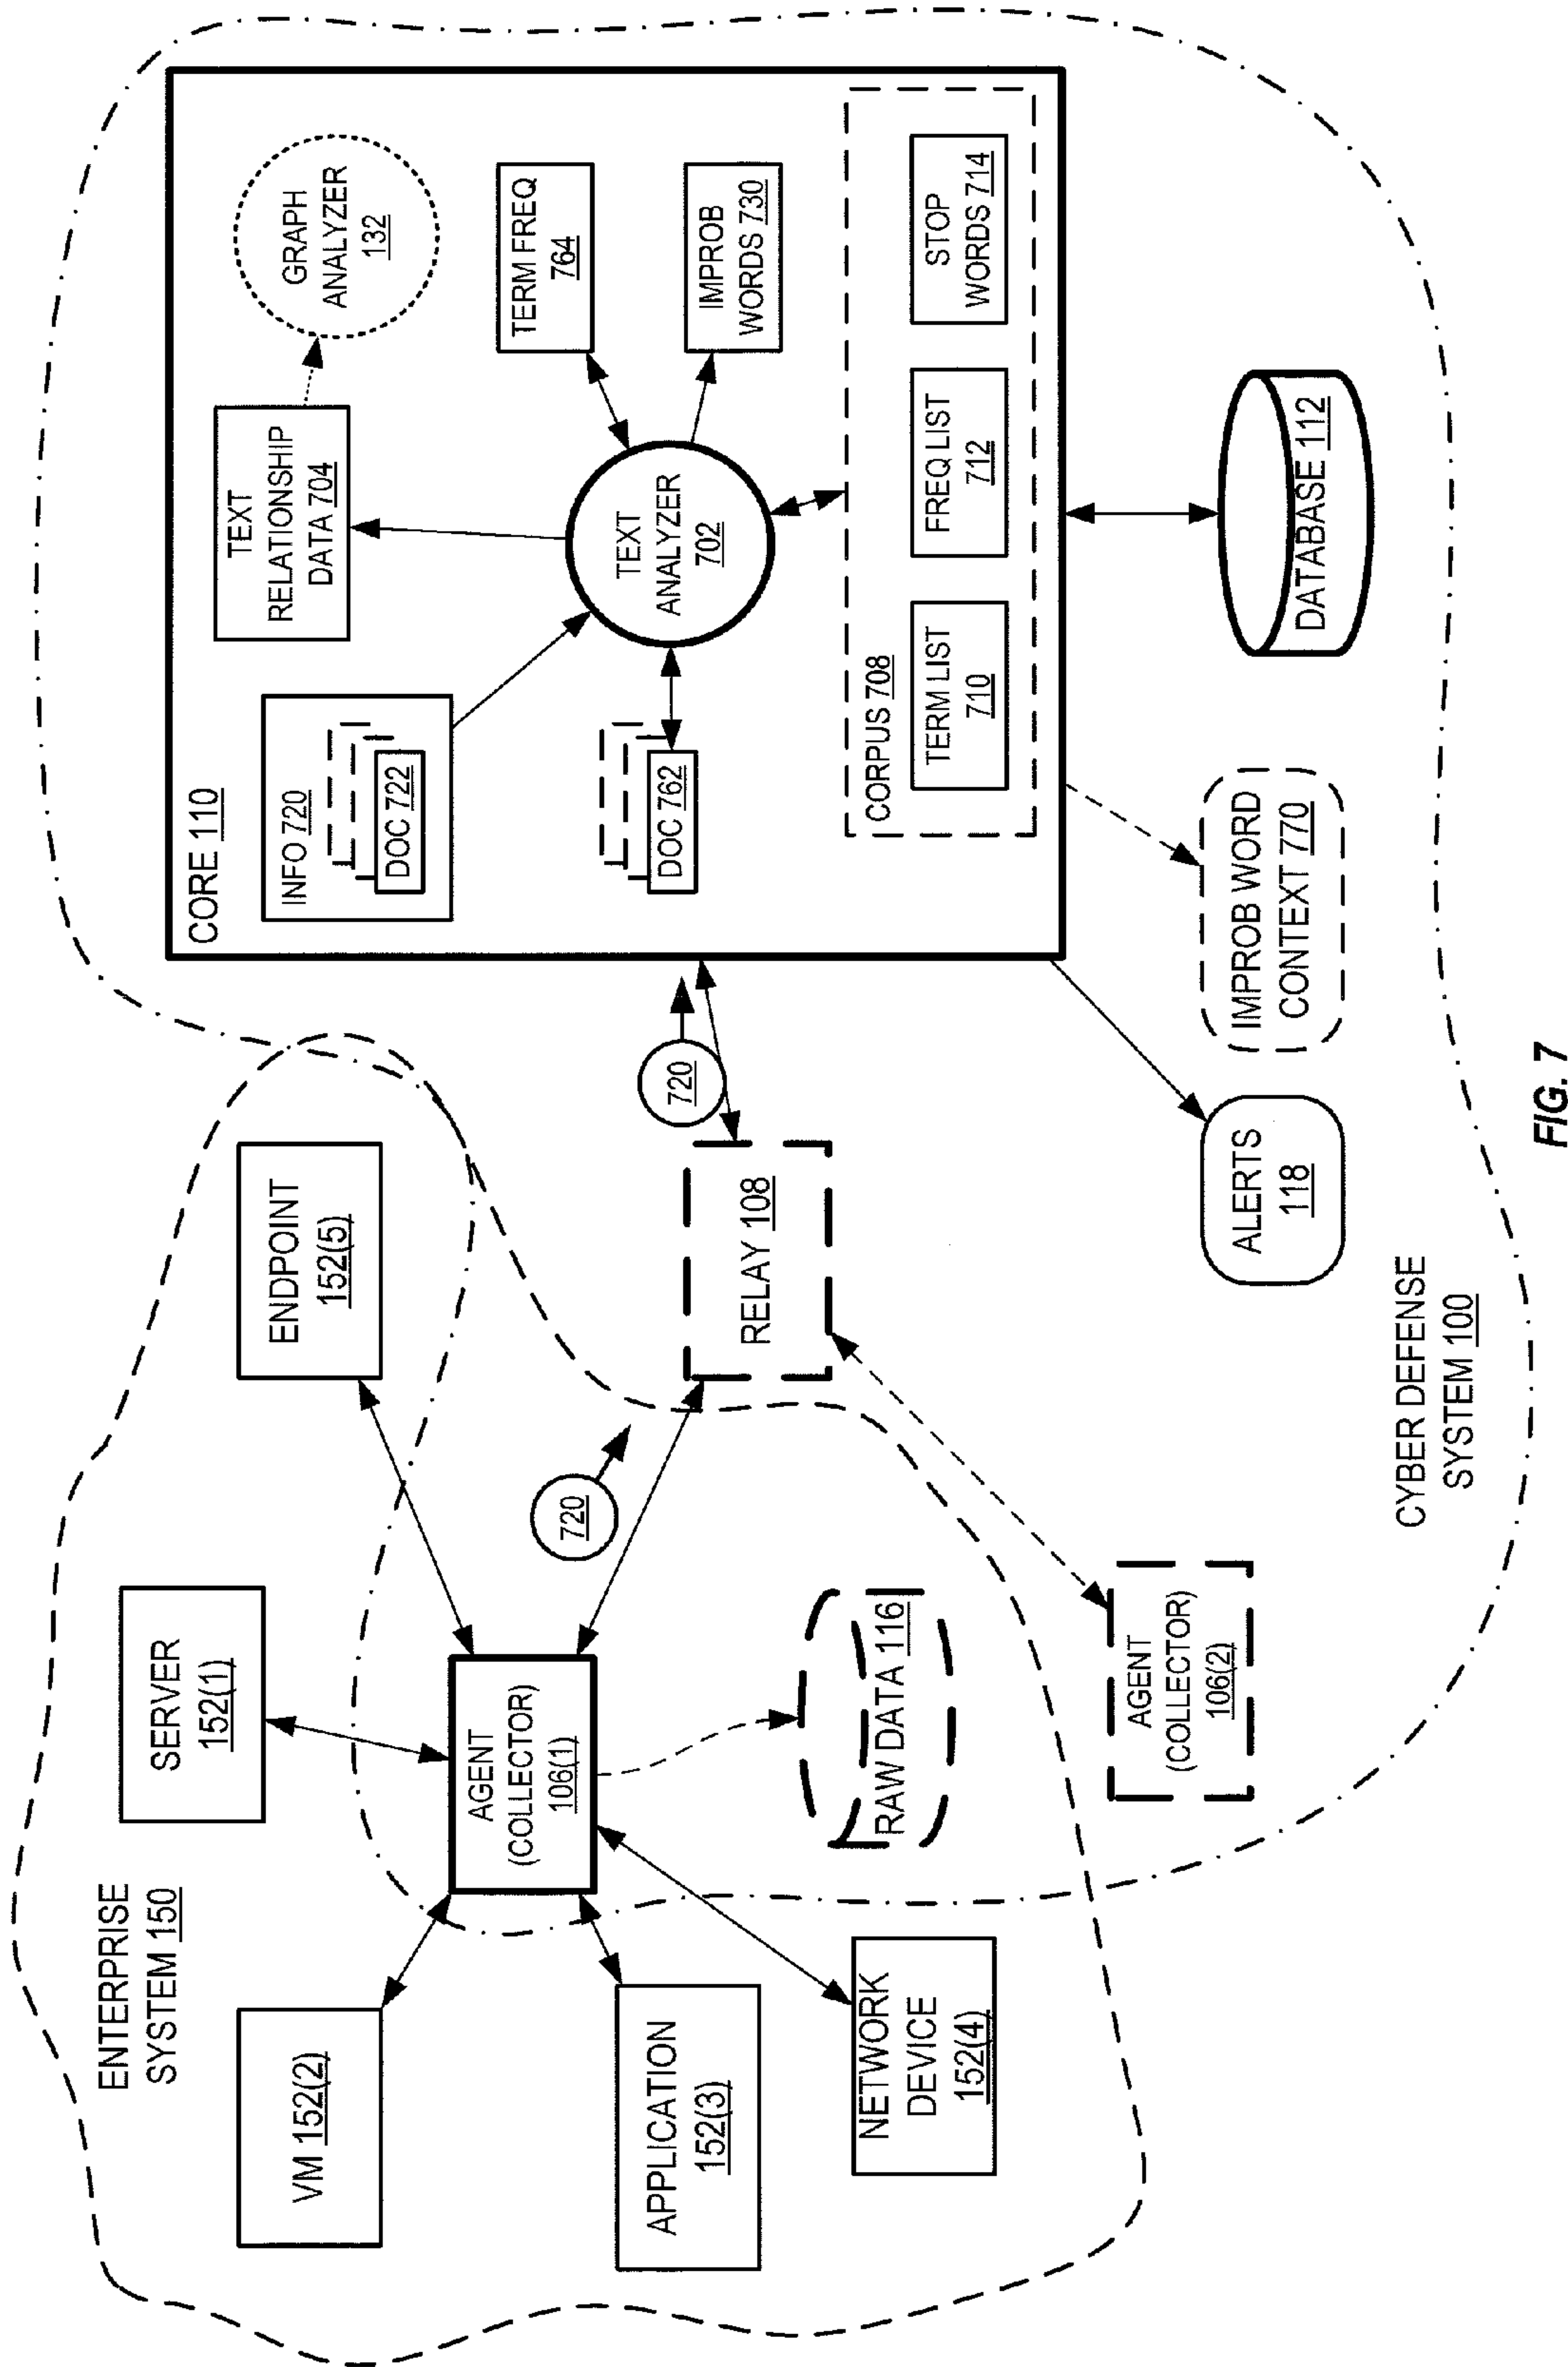 ENTERPRISE
SYSTEM 150
VM 152(2)
SERVER
152(1)
ENDPOINT
152(5)
APPLICATION
152(3)
NETWORK
DEVICE
152(4)
AGENT
(COLLECTOR)
106(1)
720
RAW DATA 116
RELAY 108
720
AGENT
(COLLECTOR)
106(2)
CORE 110
INFO 720
DOC 722
TEXT
RELATIONSHIP
DATA 704
GRAPH
ANALYZER
132
DOC 762
TEXT
ANALYZER
702
TERM FREQ
764
IMPROB
WORDS 730
CORPUS 708
TERM LIST
710
FREQ LIST
712
STOP
WORDS 714
ALERTS
118
IMPROB WORD
CONTEXT 770
DATABASE 112
CYBER DEFENSE
SYSTEM 100
FIG. 7